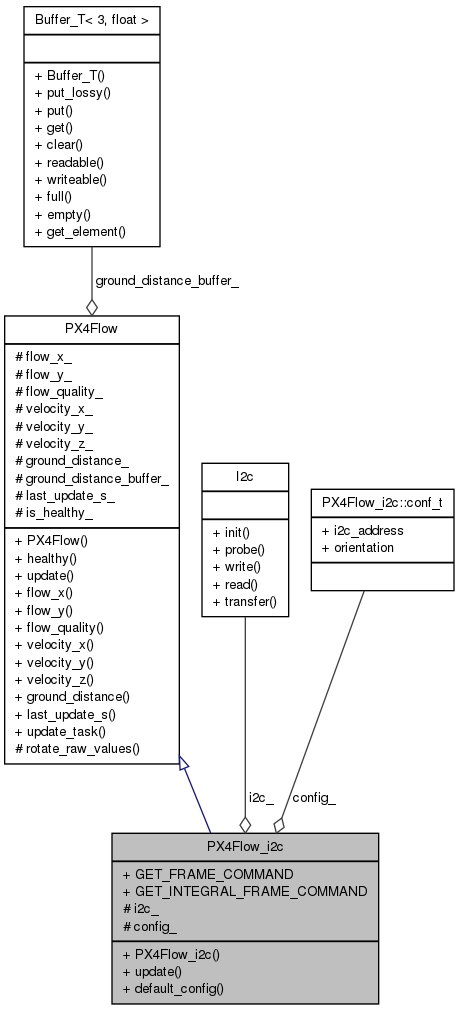 Buffer_T< 3, float >
+ Buffer_T()
+ put_lossy()
+ put()
+ get()
+ clear()
+ readable()
+ writeable()
+ full()
+ empty()
+ get_element()
ground_distance_buffer_
PX4Flow
# flow_x_
# flow_y_
# flow_quality_
# velocity_x_
# velocity_y_
# velocity_z_
# ground_distance_
# ground_distance_buffer_
# last_update_s_
# is_healthy_
+ PX4Flow()
+ healthy()
+ update()
+ flow_x()
+ flow_y()
+ flow_quality()
+ velocity_x()
+ velocity_y()
+ velocity_z()
+ ground_distance()
+ last_update_s()
+ update_task()
# rotate_raw_values()
I2c
+ init()
+ probe()
+ write()
+ read()
+ transfer()
PX4Flow_i2c::conf_t
+ i2c_address
+ orientation
i2c_
config_
PX4Flow_i2c
+ GET_FRAME_COMMAND
+ GET_INTEGRAL_FRAME_COMMAND
# i2c_
# config_
+ PX4Flow_i2c()
+ update()
+ default_config()